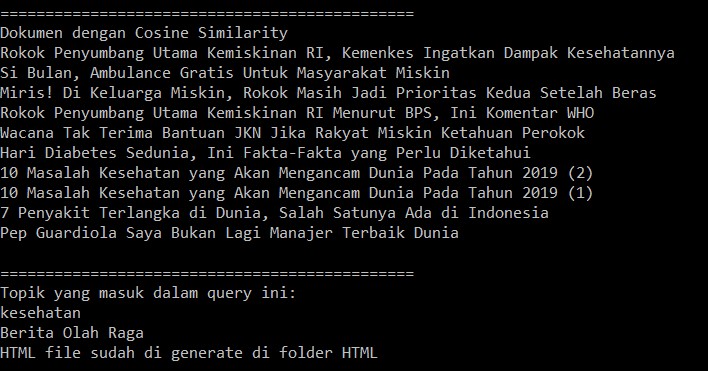 ================================================
Dokumen dengan Cosine Similarity
Rokok Penyumbang Utama Kemiskinan RI, Kemenkes Ingatkan Dampak Kesehatannya
Si Bulan, Ambulance Gratis Untuk Masyarakat Miskin
Miris! Di Keluarga Miskin, Rokok Masih Jadi Prioritas Kedua Setelah Beras
Rokok Penyumbang Utama Kemiskinan RI Menurut BPS, Ini Komentar WHO
Wacana Tak Terima Bantuan JKN Jika Rakyat Miskin Ketahuan Perokok
Hari Diabetes Sedunia, Ini Fakta-Fakta yang Perlu Diketahui
10 Masalah Kesehatan yang Akan Mengancam Dunia Pada Tahun 2019 (2)
10 Masalah Kesehatan yang Akan Mengancam Dunia Pada Tahun 2019 (1)
7 Penyakit Terlangka di Dunia, Salah Satunya Ada di Indonesia
Pep Guardiola Saya Bukan Lagi Manajer Terbaik Dunia
================================================
Topik yang masuk dalam query ini:
kesehatan
Berita Olah Raga
HTML file sudah di generate di folder HTML